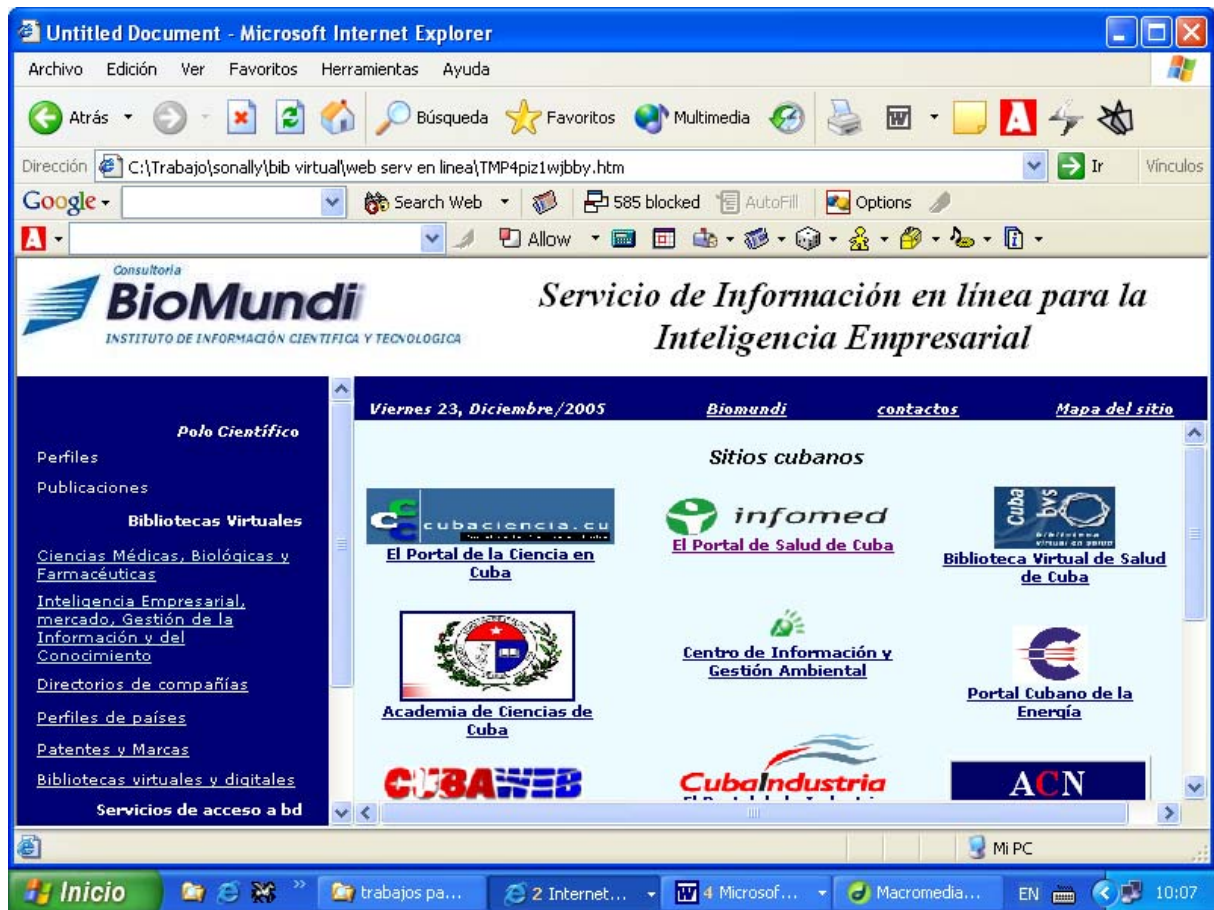 Untitled Document - Microsoft Internet Explorer
Archivo Edición Ver Favoritos Herramientas Ayuda
Atrás Búsqueda Favoritos Multimedia
Dirección C:\Trabajo\sonally\bib virtual\web serv en linea\TMP4piz1wjbby.htm Ir Vínculos
Google Search Web 585 blocked AutoFill Options
A Allow
Consultoria
BioMundi
INSTITUTO DE INFORMACIÓN CIENTIFICA Y TECNOLOGICA
Servicio de Información en línea para la
Inteligencia Empresarial
Polo Científico
Perfiles
Publicaciones
Bibliotecas Virtuales
Ciencias Médicas, Biológicas y
Farmacéuticas
Inteligencia Empresarial,
mercado, Gestión de la
Información y del
Conocimiento
Directorios de compañías
Perfiles de países
Patentes y Marcas
Bibliotecas virtuales y digitales
Servicios de acceso a bd
Viernes 23, Diciembre/2005 Biomundi contactos Mapa del sitio
Sitios cubanos
cubaciencia.cu
El Portal de la Ciencia en
Cuba
infomed
El Portal de Salud de Cuba
Cuba
bvs
Biblioteca Virtual de Salud
de Cuba
Academia de Ciencias de
Cuba
Centro de Información y
Gestión Ambiental
Portal Cubano de la
Energía
CUBAWEB
CubaIndustria
ACN
Mi PC
Inicio trabajos pa... 2 Internet... 4 Microsof... Macromedia... EN 10:07